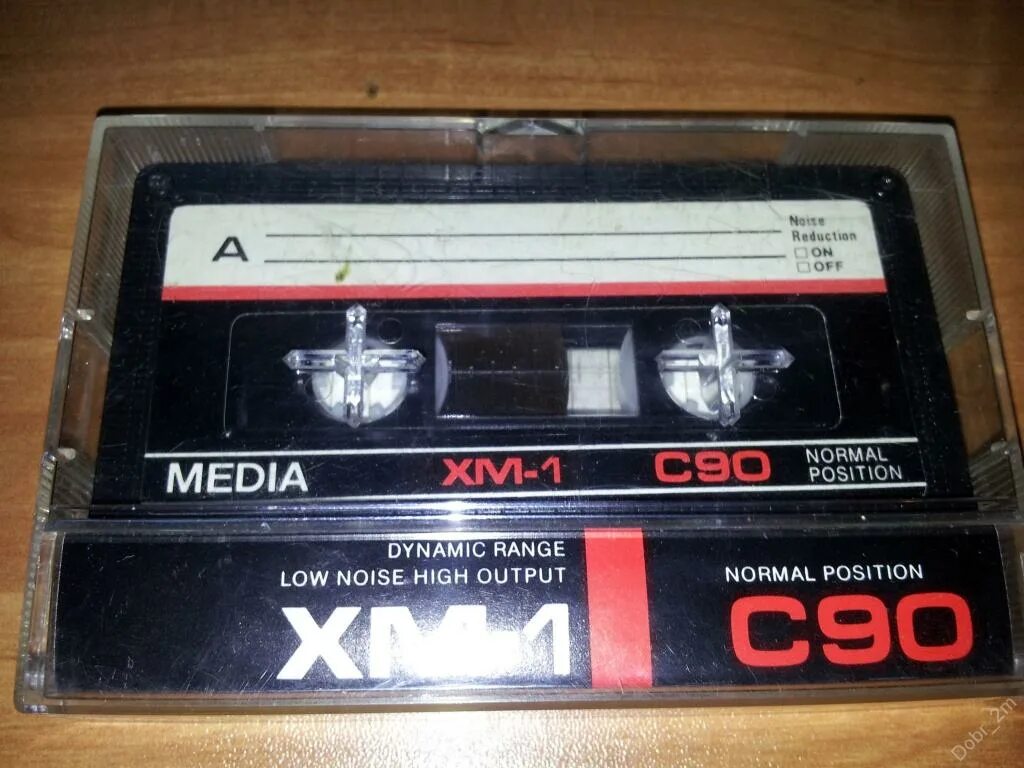 A
Noise
Reduction
ON
OFF
MEDIA XM-1 C90 NORMAL
POSITION
DYNAMIC RANGE
LOW NOISE HIGH OUTPUT
XM-1
NORMAL POSITION
C90
Dobr_2m